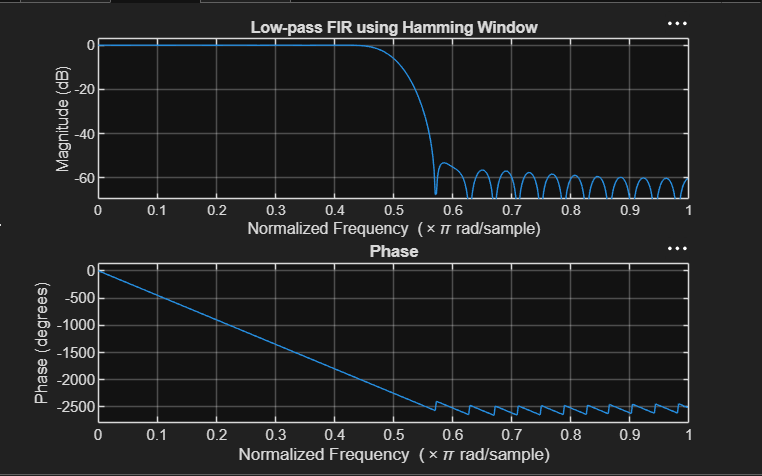 Low-pass FIR using Hamming Window
Magnitude (dB)
0
-20
-40
-60
0 0.1 0.2 0.3 0.4 0.5 0.6 0.7 0.8 0.9 1
Normalized Frequency (× π rad/sample)
Phase
Phase (degrees)
0
-500
-1000
-1500
-2000
-2500
0 0.1 0.2 0.3 0.4 0.5 0.6 0.7 0.8 0.9 1
Normalized Frequency (× π rad/sample)